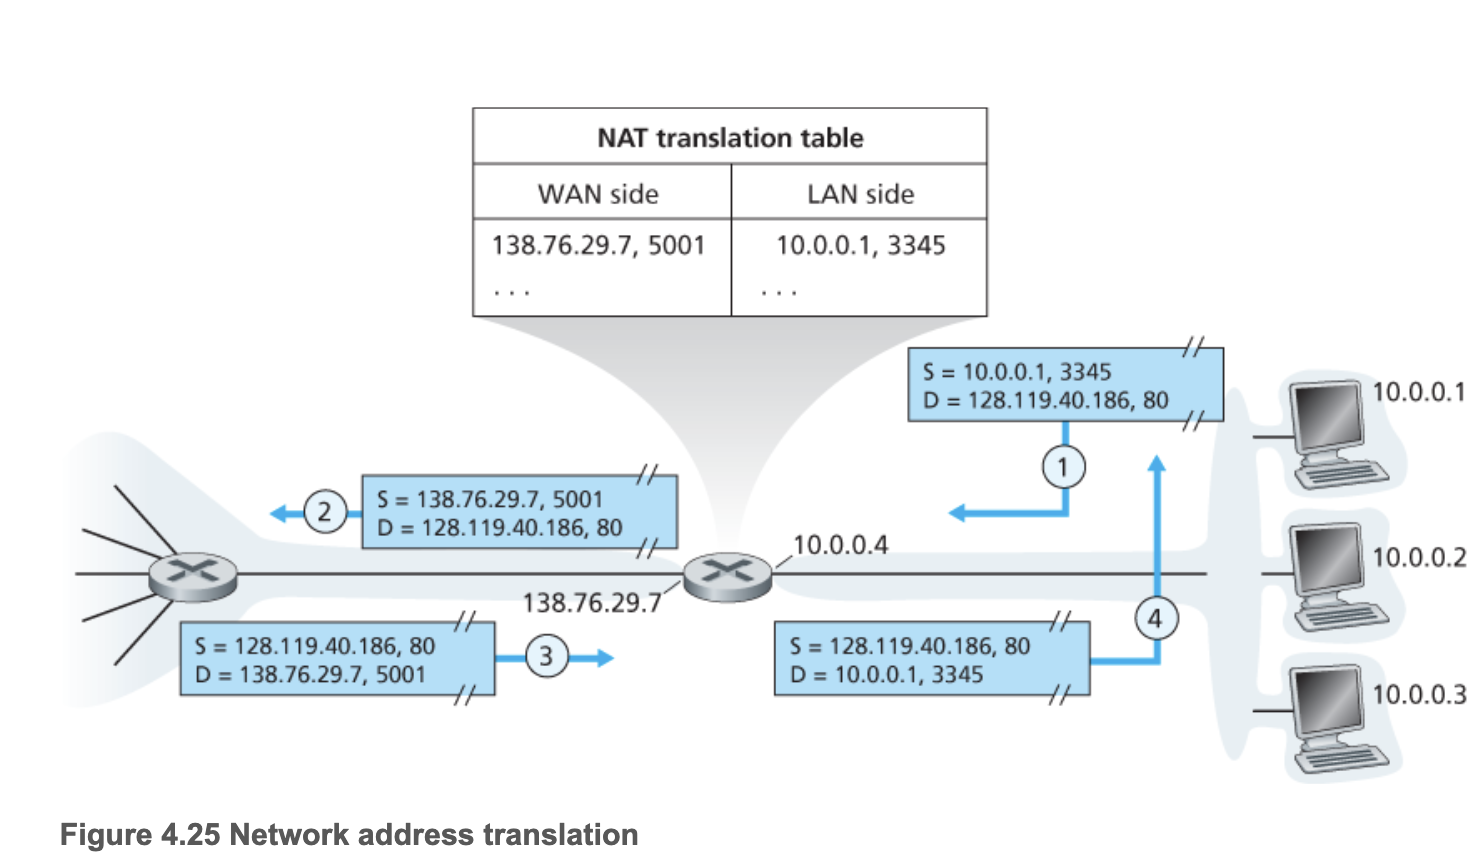 NAT translation table
WAN side LAN side
138.76.29.7, 5001 10.0.0.1, 3345
. . . . . .
S = 10.0.0.1, 3345
D = 128.119.40.186, 80
1
10.0.0.1
S = 138.76.29.7, 5001
D = 128.119.40.186, 80
2
10.0.0.4
138.76.29.7
10.0.0.2
S = 128.119.40.186, 80
D = 138.76.29.7, 5001
3
S = 128.119.40.186, 80
D = 10.0.0.1, 3345
4
10.0.0.3
Figure 4.25 Network address translation